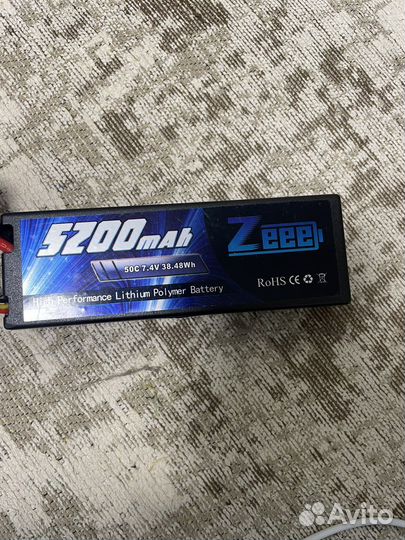 5200mAh
Zeee
50C 7.4V 38.48Wh
High Performance Lithium Polymer Battery
RoHS CE
Avito